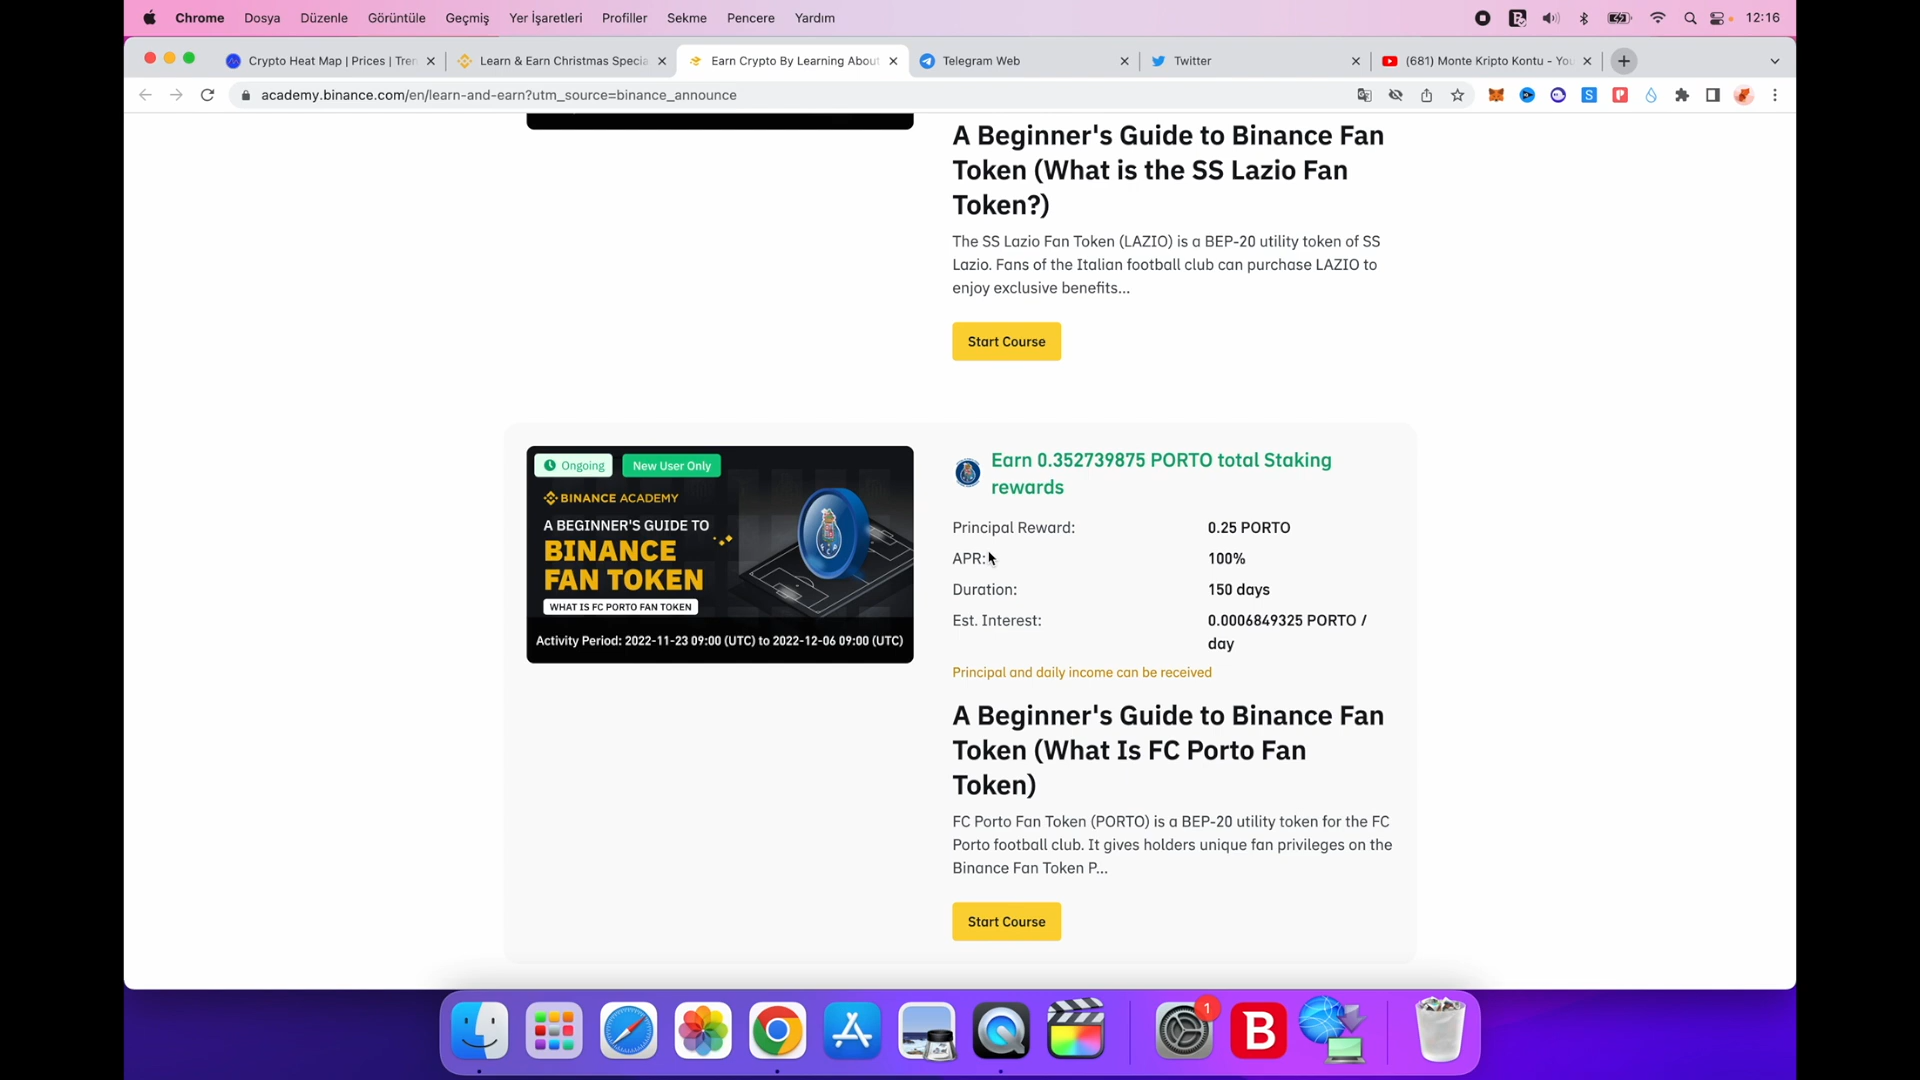 Chrome Dosya Düzenle Görüntüle Geçmiş Yer İşaretleri Profiller Sekme Pencere Yardım 12:16
Crypto Heat Map | Prices | Tren Learn & Earn Christmas Specia Earn Crypto By Learning About Telegram Web Twitter (681) Monte Kripto Kontu - You
academy.binance.com/en/learn-and-earn?utm_source=binance_announce
A Beginner's Guide to Binance Fan
Token (What is the SS Lazio Fan
Token?)
The SS Lazio Fan Token (LAZIO) is a BEP-20 utility token of SS
Lazio. Fans of the Italian football club can purchase LAZIO to
enjoy exclusive benefits...
Start Course
Ongoing New User Only
BINANCE ACADEMY
A BEGINNER'S GUIDE TO
BINANCE
FAN TOKEN
WHAT IS FC PORTO FAN TOKEN
Activity Period: 2022-11-23 09:00 (UTC) to 2022-12-06 09:00 (UTC)
Earn 0.352739875 PORTO total Staking
rewards
Principal Reward: 0.25 PORTO
APR: 100%
Duration: 150 days
Est. Interest: 0.0006849325 PORTO /
day
Principal and daily income can be received
A Beginner's Guide to Binance Fan
Token (What Is FC Porto Fan
Token)
FC Porto Fan Token (PORTO) is a BEP-20 utility token for the FC
Porto football club. It gives holders unique fan privileges on the
Binance Fan Token P...
Start Course
1
B